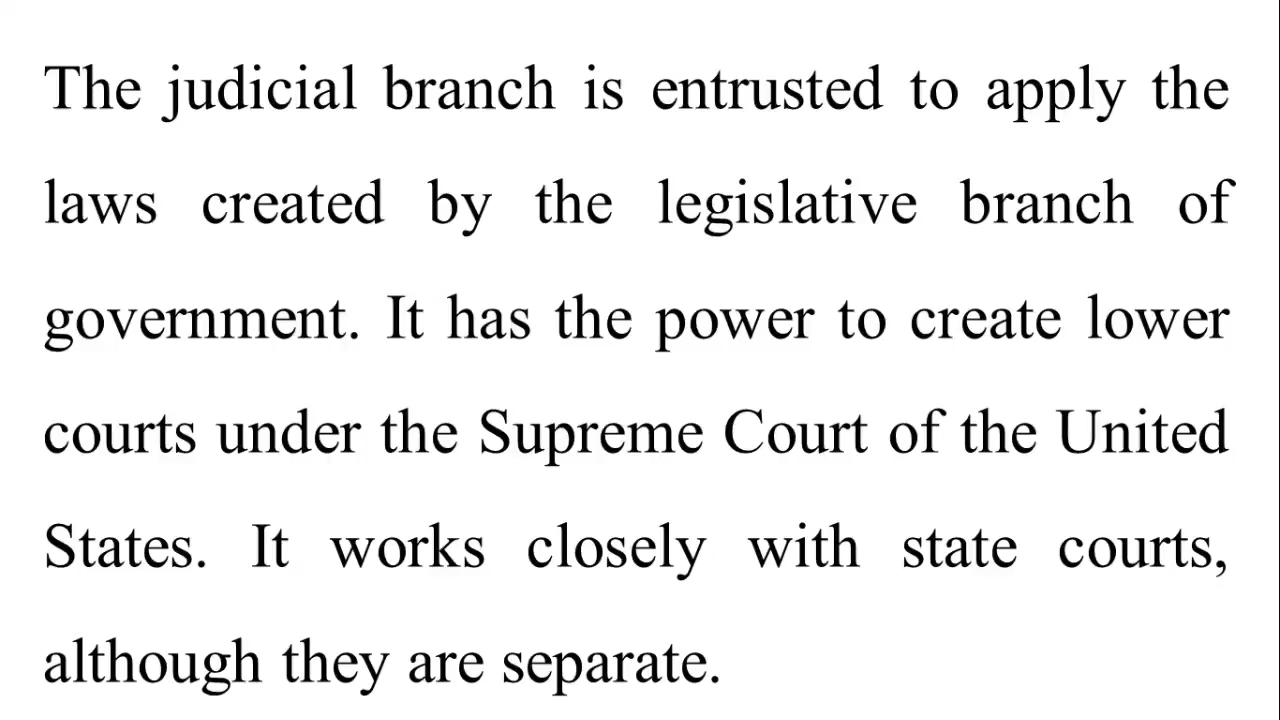 The judicial branch is entrusted to apply the
laws created by the legislative branch of
government. It has the power to create lower
courts under the Supreme Court of the United
States. It works closely with state courts,
although they are separate.